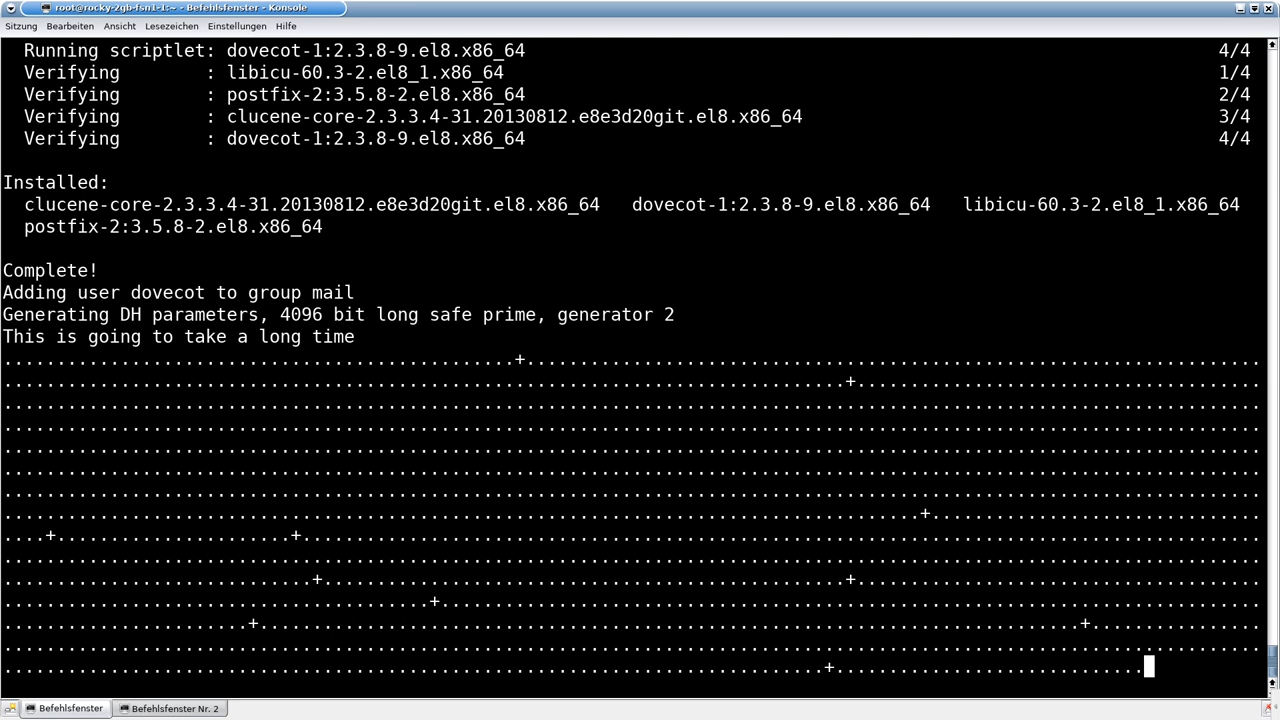 root@rocky-2gb-fsn1-1:~ - Befehlsfenster - Konsole
Sitzung Bearbeiten Ansicht Lesezeichen Einstellungen Hilfe
Running scriptlet: dovecot-1:2.3.8-9.el8.x86_64 4/4
Verifying : libicu-60.3-2.el8_1.x86_64 1/4
Verifying : postfix-2:3.5.8-2.el8.x86_64 2/4
Verifying : clucene-core-2.3.3.4-31.20130812.e8e3d20git.el8.x86_64 3/4
Verifying : dovecot-1:2.3.8-9.el8.x86_64 4/4
Installed:
clucene-core-2.3.3.4-31.20130812.e8e3d20git.el8.x86_64 dovecot-1:2.3.8-9.el8.x86_64 libicu-60.3-2.el8_1.x86_64
postfix-2:3.5.8-2.el8.x86_64
Complete!
Adding user dovecot to group mail
Generating DH parameters, 4096 bit long safe prime, generator 2
This is going to take a long time
Befehlsfenster Befehlsfenster Nr. 2